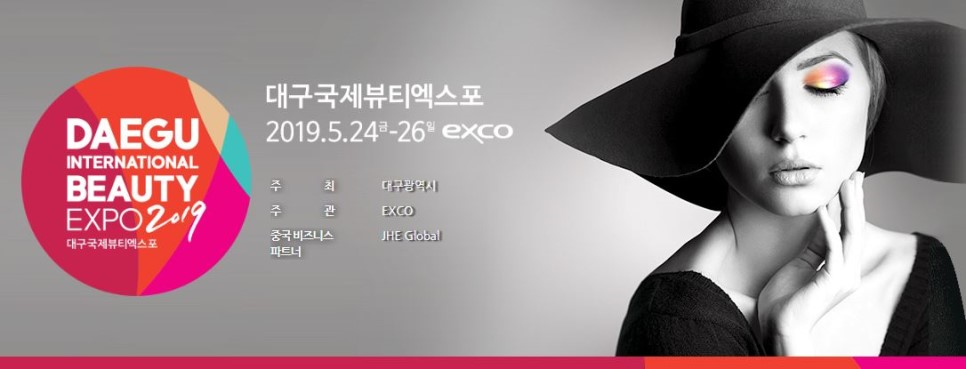 DAEGU
INTERNATIONAL
BEAUTY
EXPO 2019
대구국제뷰티엑스포
대구국제뷰티엑스포
2019.5.24금-26일 exco
주 최 대구광역시
주 관 EXCO
중국 비즈니스 JHE Global
파트너